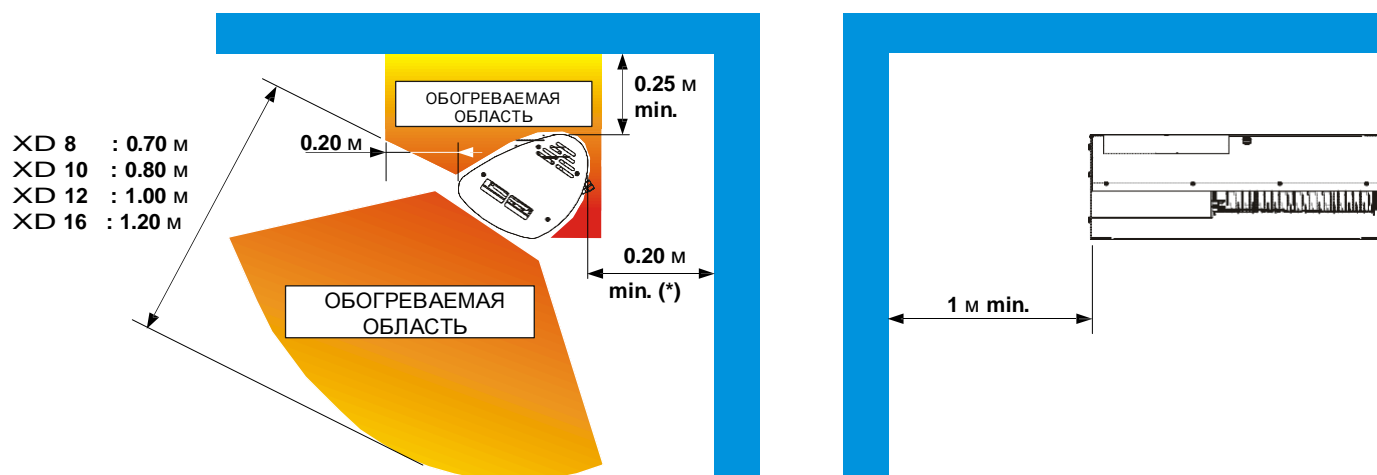 ОБОГРЕВАЕМАЯ
ОБЛАСТЬ
0.25 м
min.
XD 8 : 0.70 м
XD 10 : 0.80 м
XD 12 : 1.00 м
XD 16 : 1.20 м
0.20 м
0.20 м
min. (*)
ОБОГРЕВАЕМАЯ
ОБЛАСТЬ
1 м min.